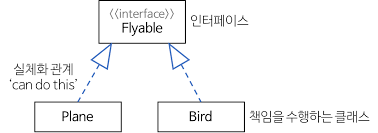 《interface》
Flyable
인터페이스
실체화 관계
‘can do this’
Plane
Bird
책임을 수행하는 클래스